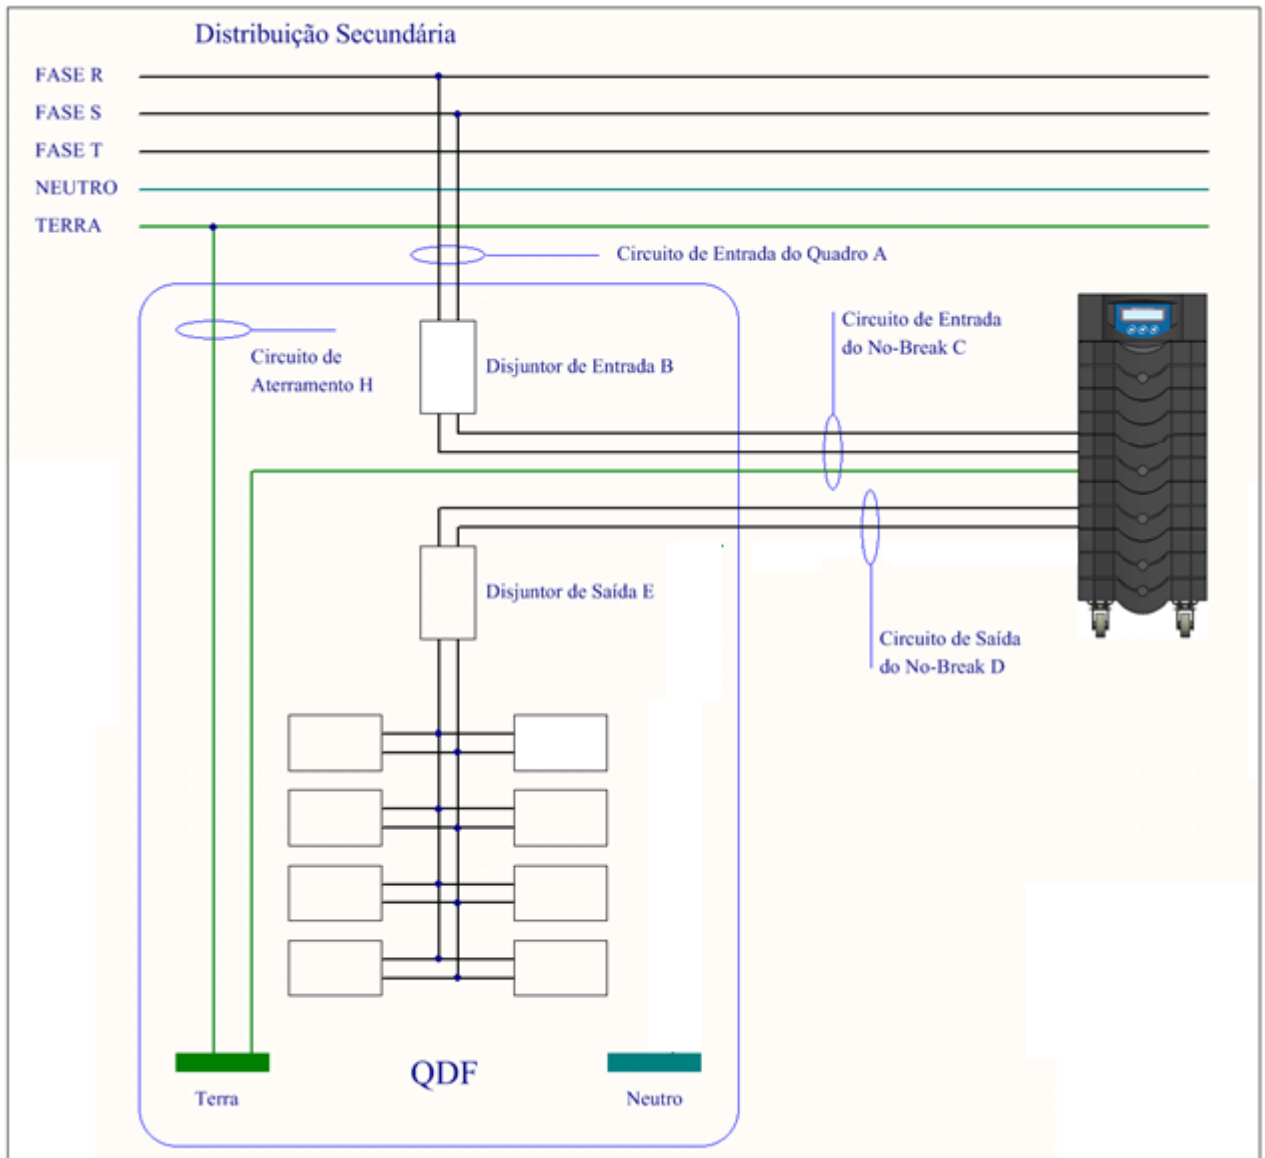 Distribuição Secundária
FASE R
FASE S
FASE T
NEUTRO
TERRA
Circuito de Entrada do Quadro A
Circuito de Entrada
do No-Break C
Circuito de
Aterramento H
Disjuntor de Entrada B
Disjuntor de Saída E
Circuito de Saída
do No-Break D
QDF
Terra
Neutro